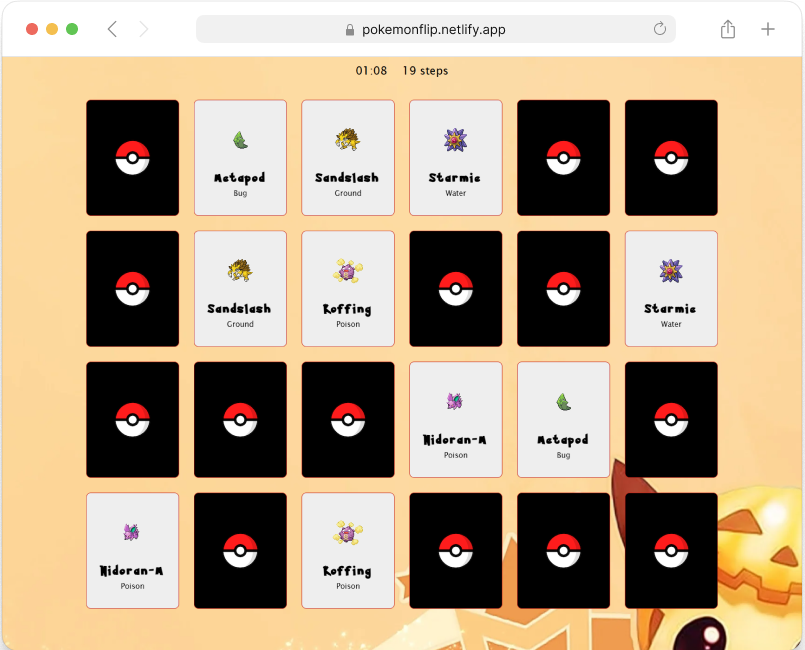 pokemonflip.netlify.app
01:08 19 steps
Metapod
Bug
Sandslash
Ground
Starmie
Water
Sandslash
Ground
Koffing
Poison
Starmie
Water
Nidoran-M
Poison
Metapod
Bug
Nidoran-M
Poison
Koffing
Poison